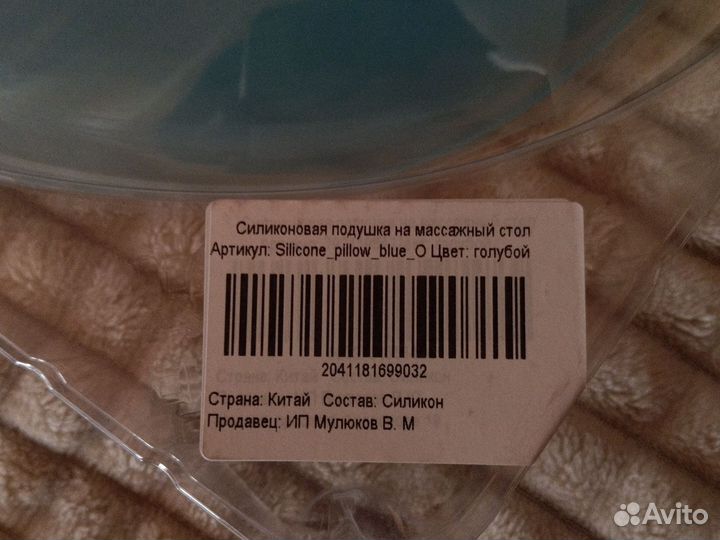 Силиконовая подушка на массажный стол
Артикул: Silicone_pillow_blue_O Цвет: голубой
2041181699032
Страна: Китай Состав: Силикон
Продавец: ИП Мулюков В. М
Avito